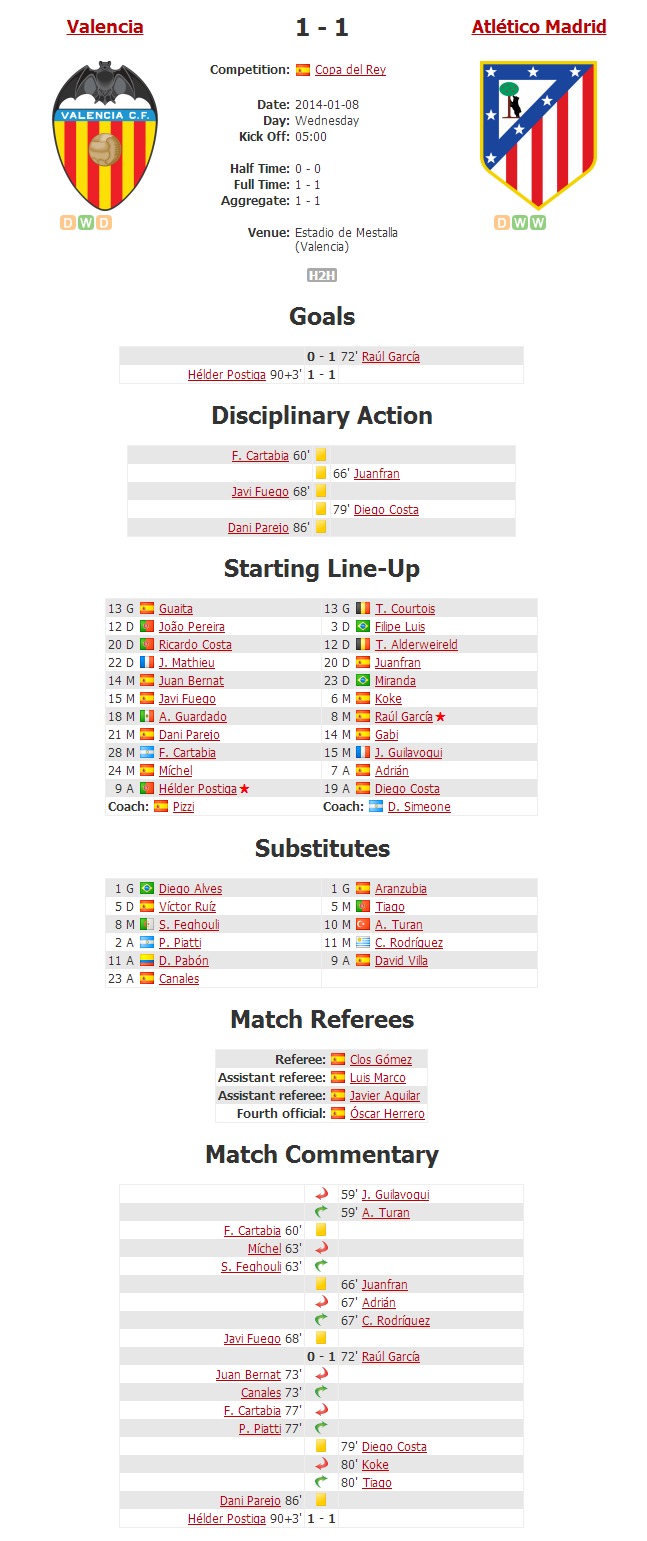 Valencia 1 - 1 Atlético Madrid
Competition: Copa del Rey
Date: 2014-01-08
Day: Wednesday
Kick Off: 05:00
Half Time: 0 - 0
Full Time: 1 - 1
Aggregate: 1 - 1
Venue: Estadio de Mestalla
(Valencia)
VALENCIA C.F.
D W D
D W W
H2H
Goals
0 - 1 72' Raúl García
Hélder Postiga 90+3' 1 - 1
Disciplinary Action
F. Cartabia 60'
66' Juanfran
Javi Fuego 68'
79' Diego Costa
Dani Parejo 86'
Starting Line-Up
13 G Guaita 13 G T. Courtois
12 D João Pereira 3 D Filipe Luis
20 D Ricardo Costa 12 D T. Alderweireld
22 D J. Mathieu 20 D Juanfran
14 M Juan Bernat 23 D Miranda
15 M Javi Fuego 6 M Koke
18 M A. Guardado 8 M Raúl García
21 M Dani Parejo 14 M Gabi
28 M F. Cartabia 15 M J. Guilavogui
24 M Míchel 7 A Adrián
9 A Hélder Postiga 19 A Diego Costa
Coach: Pizzi Coach: D. Simeone
Substitutes
1 G Diego Alves 1 G Aranzubia
5 D Víctor Ruíz 5 M Tiago
8 M S. Feghouli 10 M A. Turan
2 A P. Piatti 11 M C. Rodríguez
11 A D. Pabón 9 A David Villa
23 A Canales
Match Referees
Referee: Clos Gómez
Assistant referee: Luis Marco
Assistant referee: Javier Aguilar
Fourth official: Óscar Herrero
Match Commentary
59' J. Guilavogui
59' A. Turan
F. Cartabia 60'
Míchel 63'
S. Feghouli 63'
66' Juanfran
67' Adrián
67' C. Rodríguez
Javi Fuego 68'
0 - 1 72' Raúl García
Juan Bernat 73'
Canales 73'
F. Cartabia 77'
P. Piatti 77'
79' Diego Costa
80' Koke
80' Tiago
Dani Parejo 86'
Hélder Postiga 90+3' 1 - 1